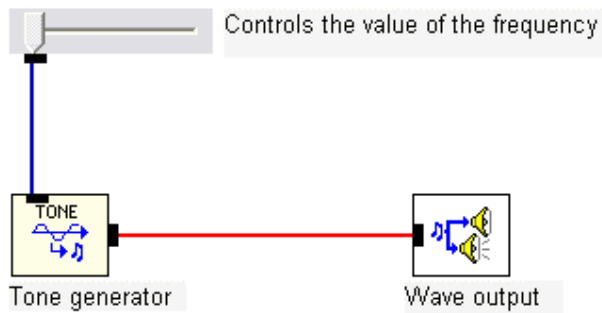 Controls the value of the frequency
TONE
Tone generator
Wave output